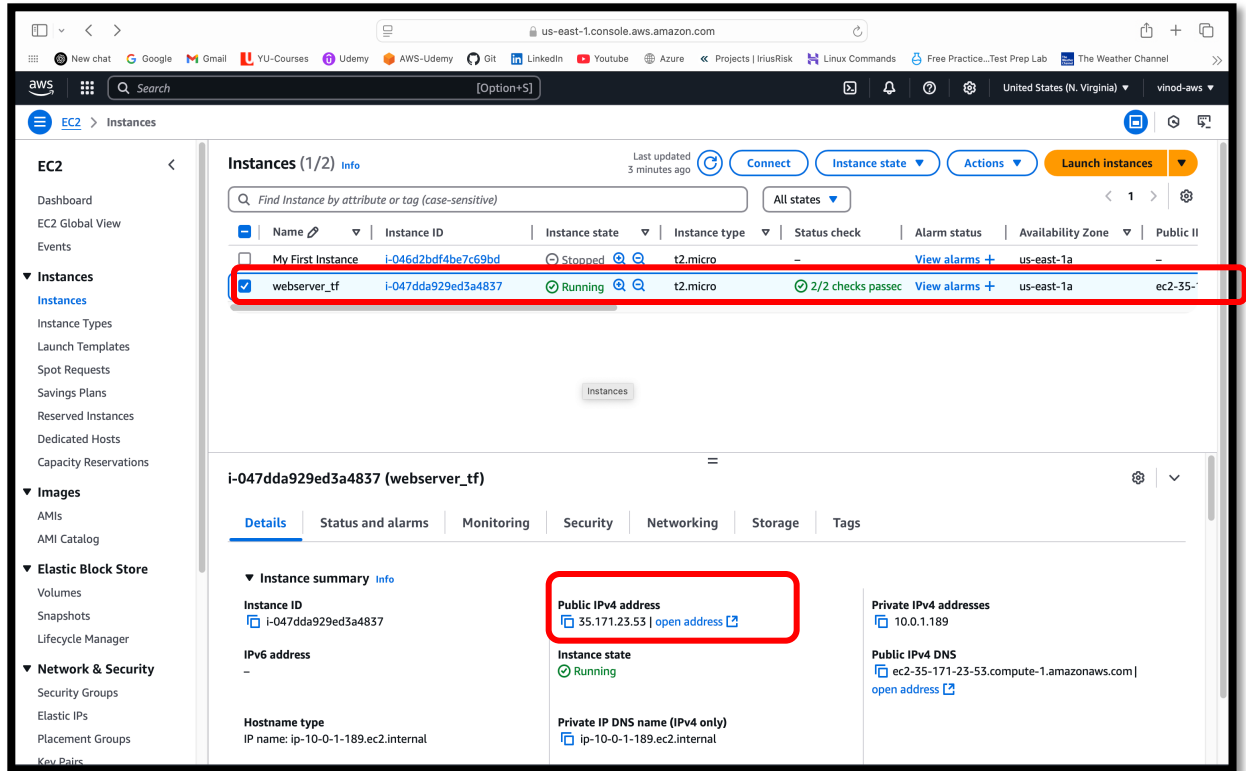 us-east-1.console.aws.amazon.com
New chat Google Gmail YU-Courses Udemy AWS-Udemy Git LinkedIn Youtube Azure Projects | IriusRisk Linux Commands Free Practice...Test Prep Lab The Weather Channel
aws Search [Option+S] United States (N. Virginia) vinod-aws
EC2 > Instances
EC2
Dashboard
EC2 Global View
Events
Instances
Instances
Instance Types
Launch Templates
Spot Requests
Savings Plans
Reserved Instances
Dedicated Hosts
Capacity Reservations
Images
AMIs
AMI Catalog
Elastic Block Store
Volumes
Snapshots
Lifecycle Manager
Network & Security
Security Groups
Elastic IPs
Placement Groups
Key Pairs
Instances (1/2) Info
Last updated
3 minutes ago
Connect Instance state Actions Launch instances
Find Instance by attribute or tag (case-sensitive) All states 1
Name Instance ID Instance state Instance type Status check Alarm status Availability Zone Public II
My First Instance i-046d2bdf4be7c69bd Stopped t2.micro – View alarms + us-east-1a –
webserver_tf i-047dda929ed3a4837 Running t2.micro 2/2 checks passec View alarms + us-east-1a ec2-35-1
Instances
i-047dda929ed3a4837 (webserver_tf)
Details Status and alarms Monitoring Security Networking Storage Tags
Instance summary Info
Instance ID
i-047dda929ed3a4837
Public IPv4 address
35.171.23.53 | open address
Private IPv4 addresses
10.0.1.189
IPv6 address
–
Instance state
Running
Public IPv4 DNS
ec2-35-171-23-53.compute-1.amazonaws.com |
open address
Hostname type
IP name: ip-10-0-1-189.ec2.internal
Private IP DNS name (IPv4 only)
ip-10-0-1-189.ec2.internal